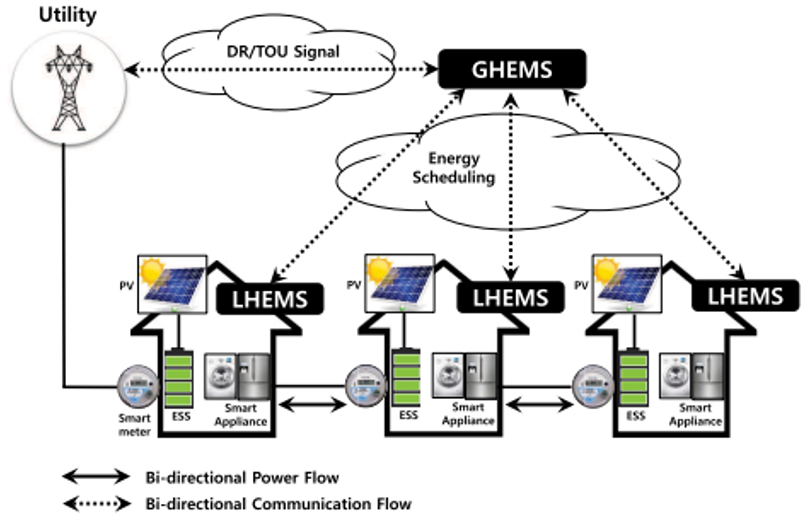 Utility
DR/TOU Signal
GHEMS
Energy
Scheduling
PV
LHEMS
PV
LHEMS
PV
LHEMS
Smart
meter
ESS
Smart
Appliance
ESS
Smart
Appliance
ESS
Smart
Appliance
Bi-directional Power Flow
Bi-directional Communication Flow